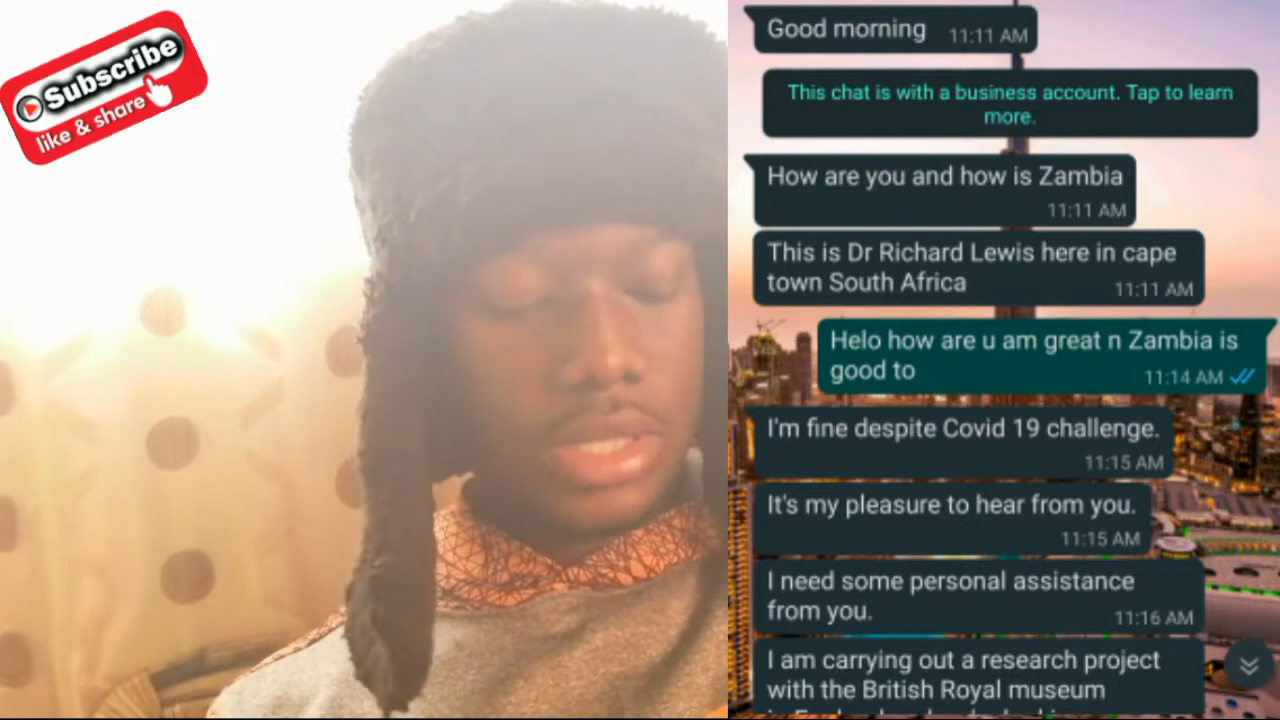 Subscribe
like & share
Good morning 11:11 AM
This chat is with a business account. Tap to learn
more.
How are you and how is Zambia
11:11 AM
This is Dr Richard Lewis here in cape
town South Africa 11:11 AM
Helo how are u am great n Zambia is
good to 11:14 AM
I'm fine despite Covid 19 challenge.
11:15 AM
It's my pleasure to hear from you.
11:15 AM
I need some personal assistance
from you. 11:16 AM
I am carrying out a research project
with the British Royal museum